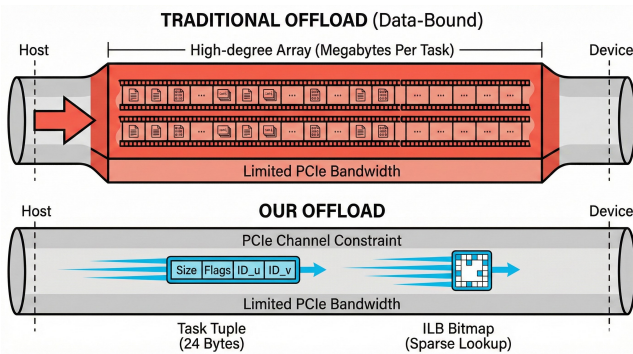 TRADITIONAL OFFLOAD (Data-Bound)
Host
High-degree Array (Megabytes Per Task)
Device
Limited PCIe Bandwidth
Host
OUR OFFLOAD
Device
PCIe Channel Constraint
Size Flags ID_u ID_v
Limited PCIe Bandwidth
Task Tuple
(24 Bytes)
ILB Bitmap
(Sparse Lookup)